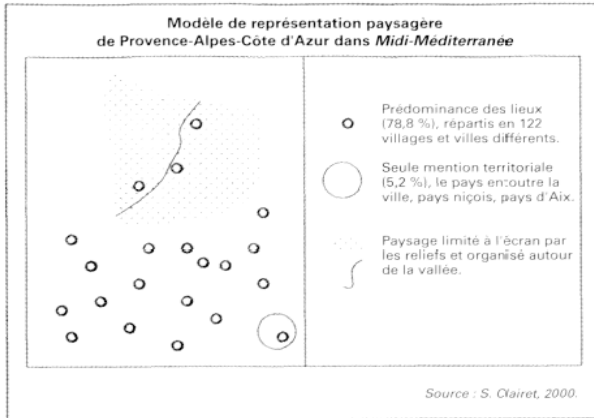 Modèle de représentation paysagère
de Provence-Alpes-Côte d'Azur dans Midi-Méditerranée
Prédominance des lieux
(78,8 %), répartis en 122
villages et villes différents.
Seule mention territoriale
(5,2 %), le pays entoutre la
ville, pays niçois, pays d'Aix.
Paysage limité à l'écran par
les reliefs et organisé autour
de la vallée.
Source : S. Clairet, 2000.